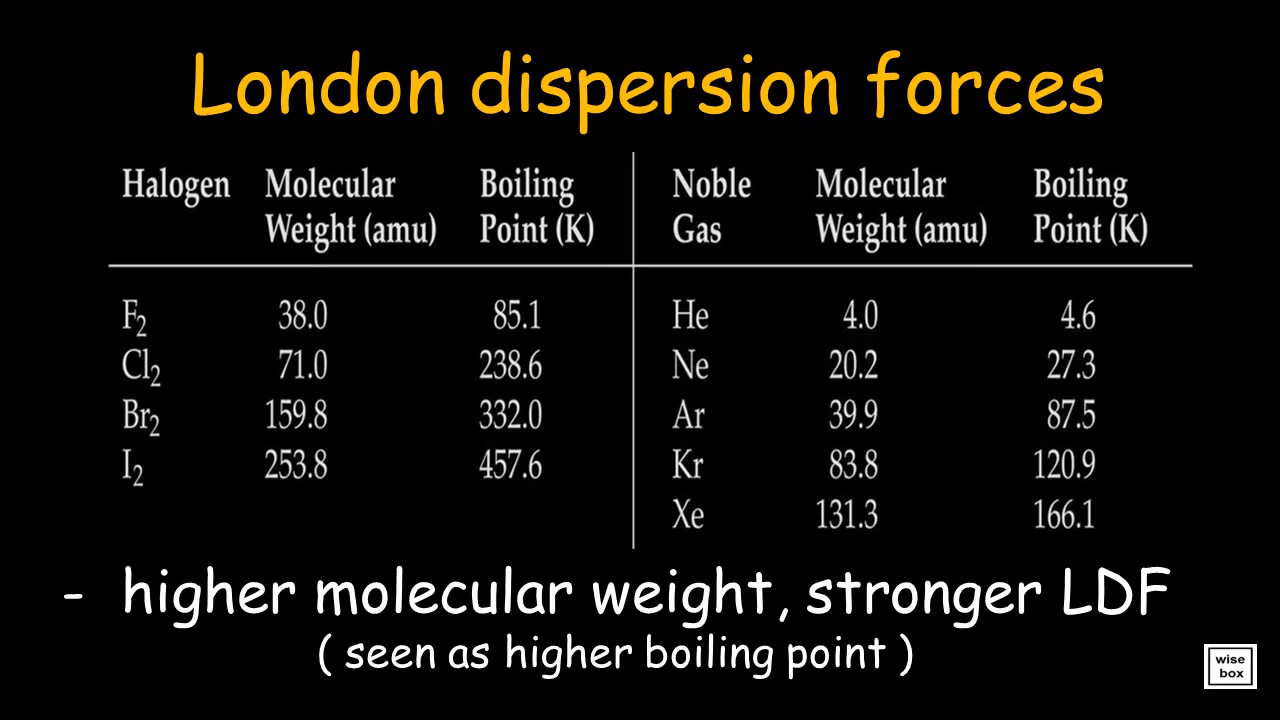 London dispersion forces
Halogen Molecular Weight (amu) Boiling Point (K) Noble Gas Molecular Weight (amu) Boiling Point (K)
F₂ 38.0 85.1 He 4.0 4.6
Cl₂ 71.0 238.6 Ne 20.2 27.3
Br₂ 159.8 332.0 Ar 39.9 87.5
I₂ 253.8 457.6 Kr 83.8 120.9
Xe 131.3 166.1
- higher molecular weight, stronger LDF
( seen as higher boiling point )
wise
box